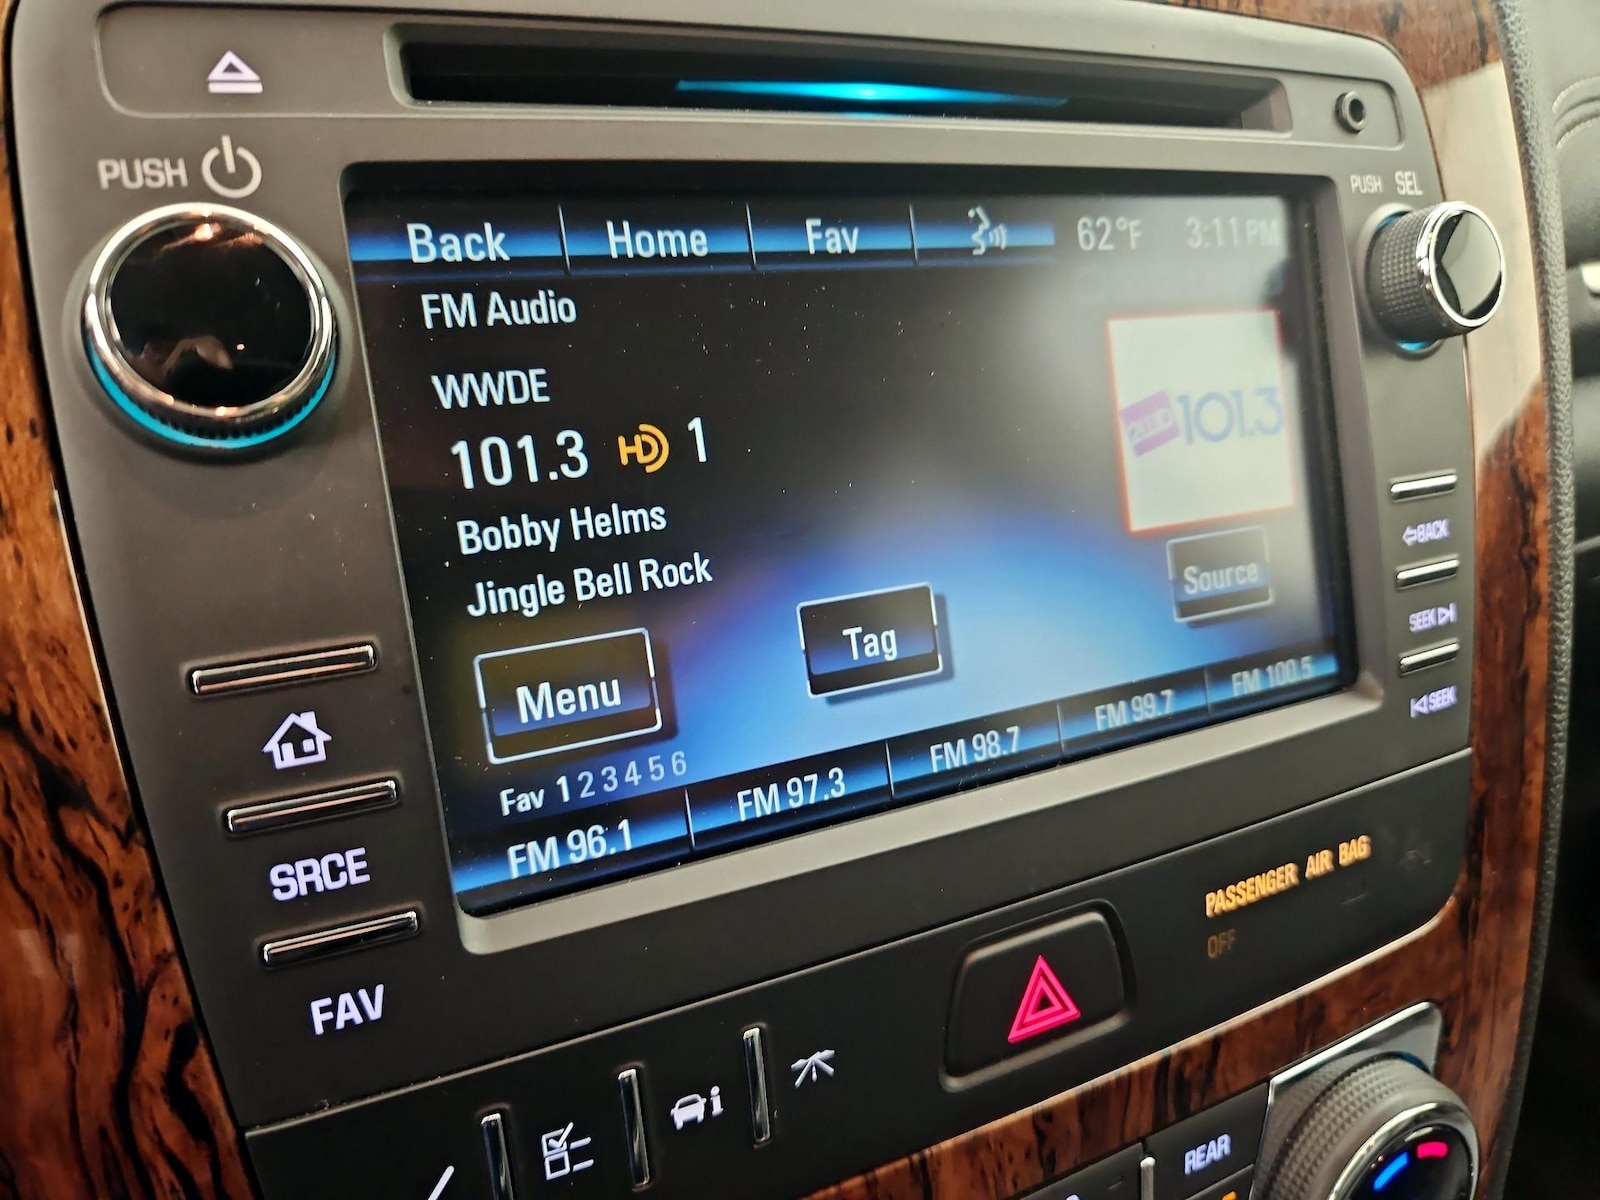 PUSH
PUSH SEL
Back Home Fav 62°F 3:11PM
FM Audio
WWDE
101.3 HD 1
2WD 101.3
Bobby Helms
Jingle Bell Rock
Menu Tag Source
Fav 1 2 3 4 5 6
FM 96.1 FM 97.3 FM 98.7 FM 99.7 FM 100.5
BACK
SEEK
SEEK
SRCE
FAV
PASSENGER AIR BAG
OFF
i
REAR